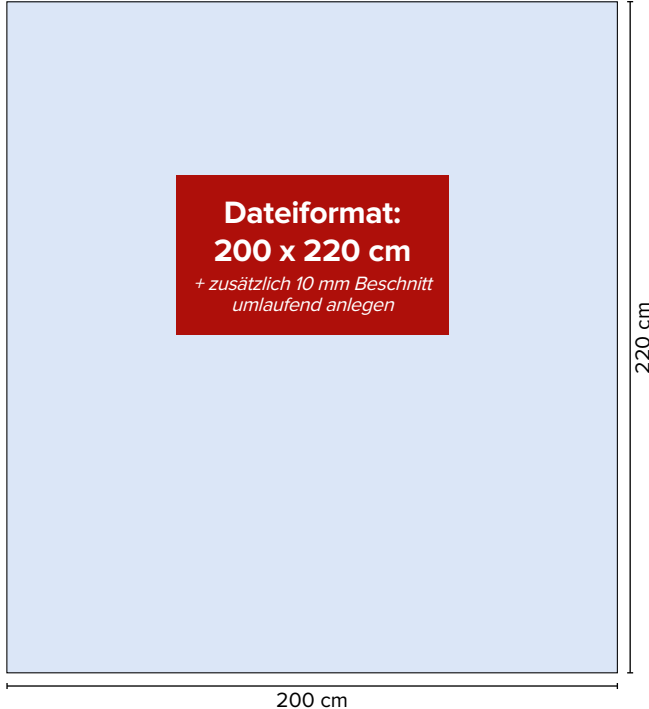 Dateiformat:
200 x 220 cm
+ zusätzlich 10 mm Beschnitt
umlaufend anlegen
220 cm
200 cm